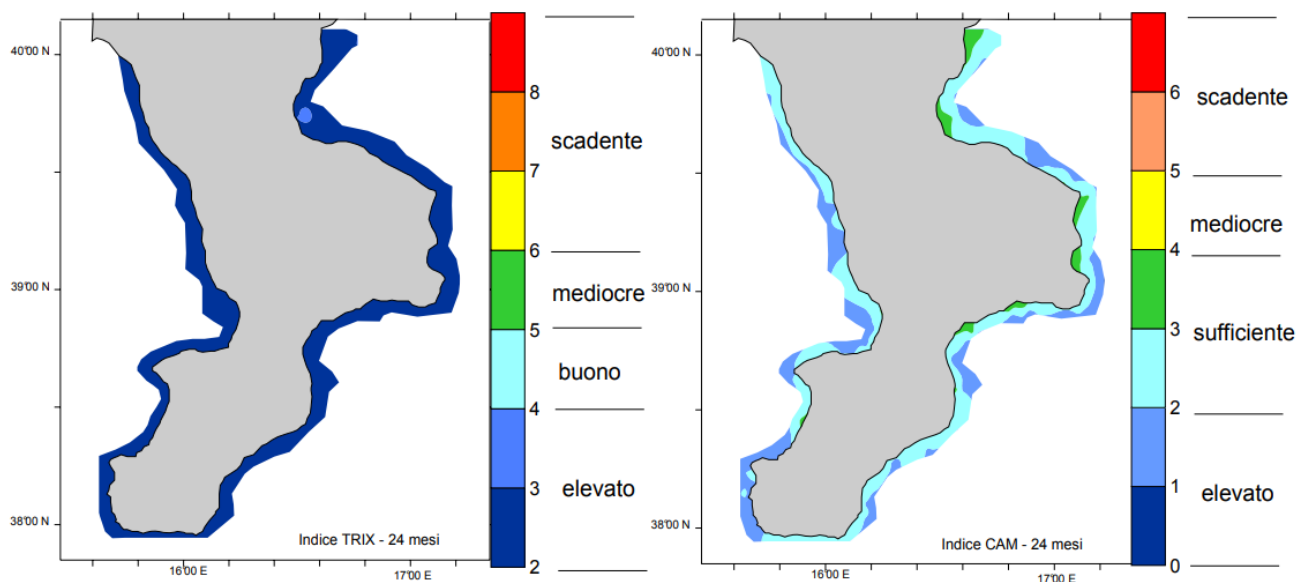 40°00 N
39°00 N
38°00 N
16°00 E
17°00 E
Indice TRIX - 24 mesi
8
7
6
5
4
3
2
scadente
mediocre
buono
elevato
40°00 N
39°00 N
38°00 N
16°00 E
17°00 E
Indice CAM - 24 mesi
6
5
4
3
2
1
0
scadente
mediocre
sufficiente
elevato